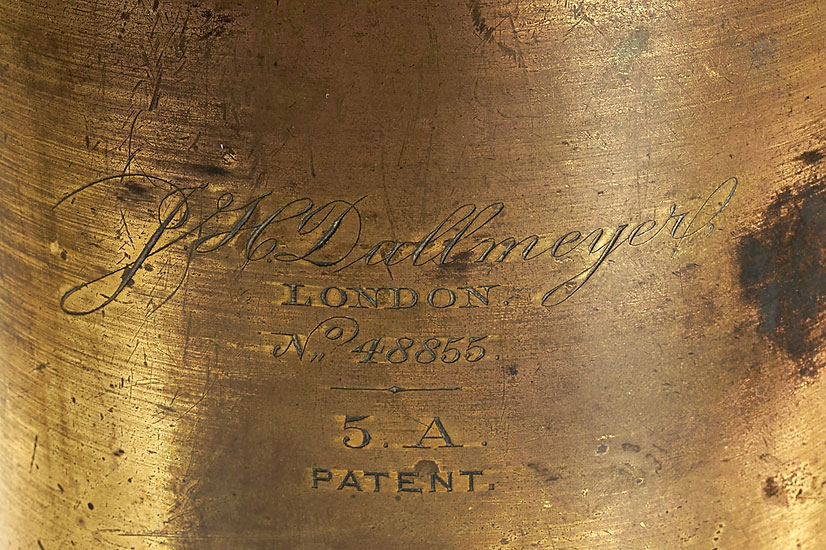 J.H. Dallmeyer.
LONDON.
No 48855.
5. A.
PATENT.